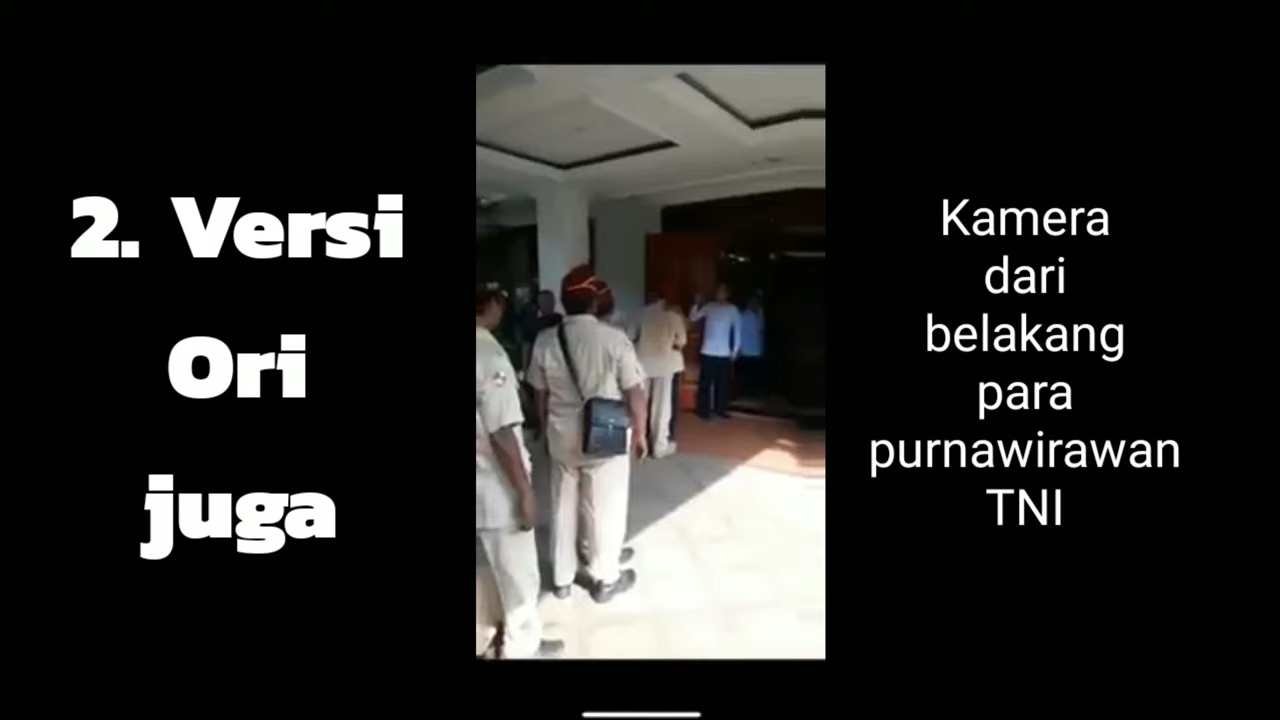 2. Versi
Ori
juga
Kamera
dari
belakang
para
purnawirawan
TNI